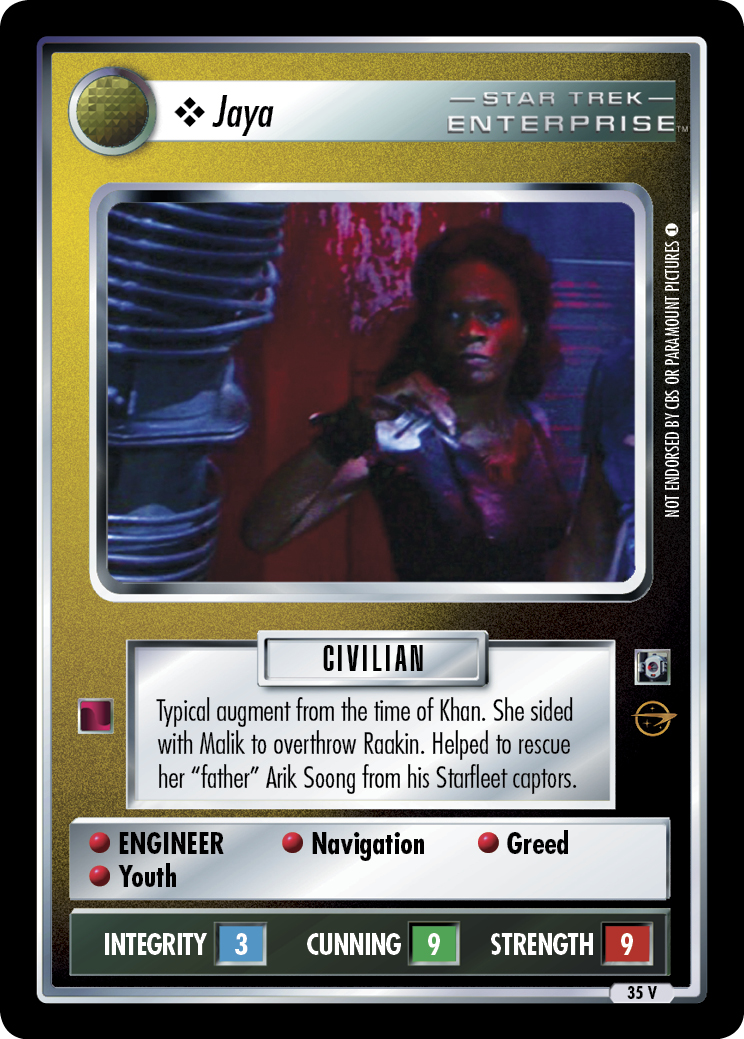 ❖ Jaya
STAR TREK
ENTERPRISE™
NOT ENDORSED BY CBS OR PARAMOUNT PICTURES 1
CIVILIAN
Typical augment from the time of Khan. She sided
with Malik to overthrow Raakin. Helped to rescue
her “father” Arik Soong from his Starfleet captors.
ENGINEER Navigation Greed
Youth
INTEGRITY 3 CUNNING 9 STRENGTH 9
35 V